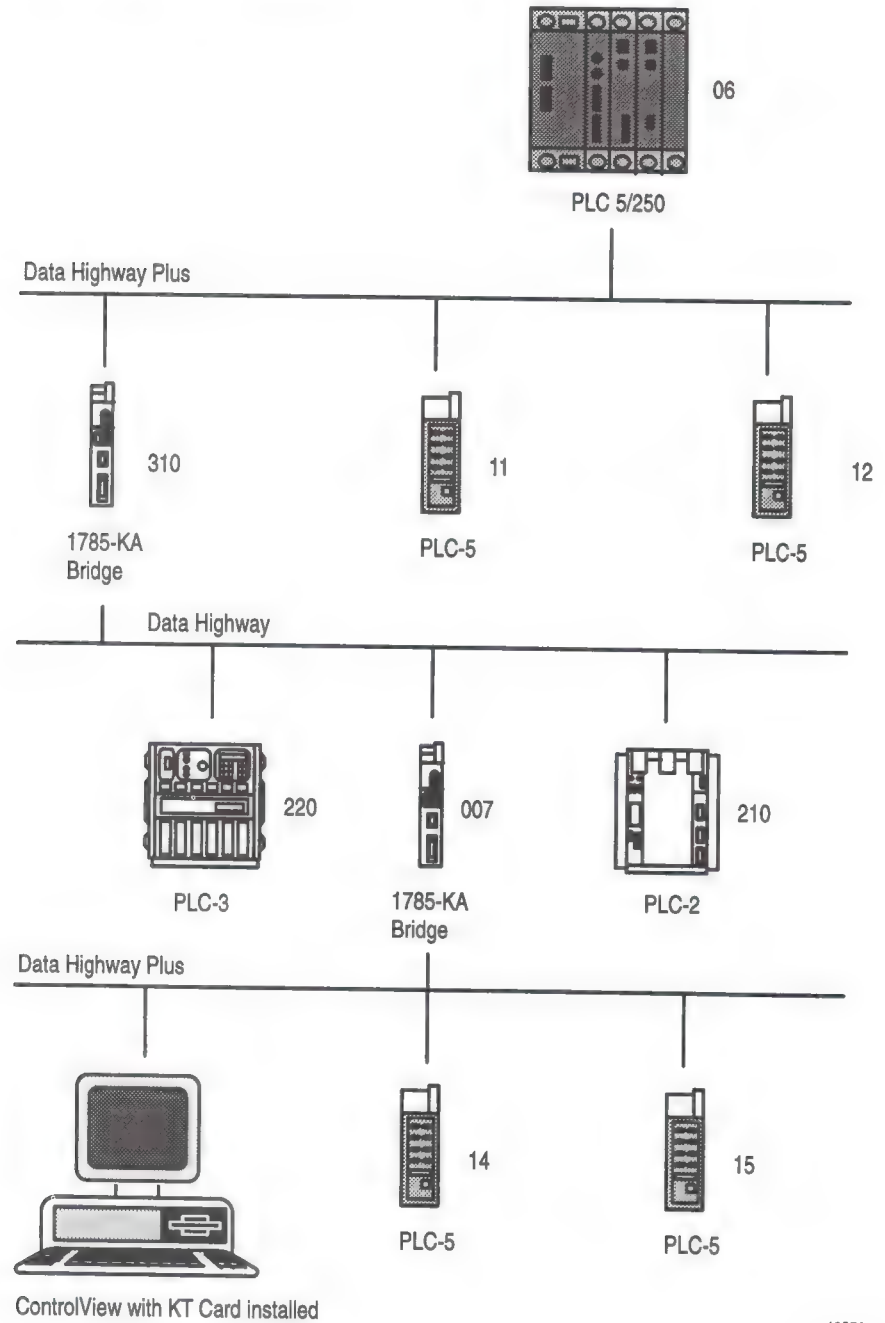 06
PLC 5/250
Data Highway Plus
310
11
12
1785-KA
Bridge
PLC-5
PLC-5
Data Highway
220
007
210
PLC-3
1785-KA
Bridge
PLC-2
Data Highway Plus
14
15
PLC-5
PLC-5
ControlView with KT Card installed